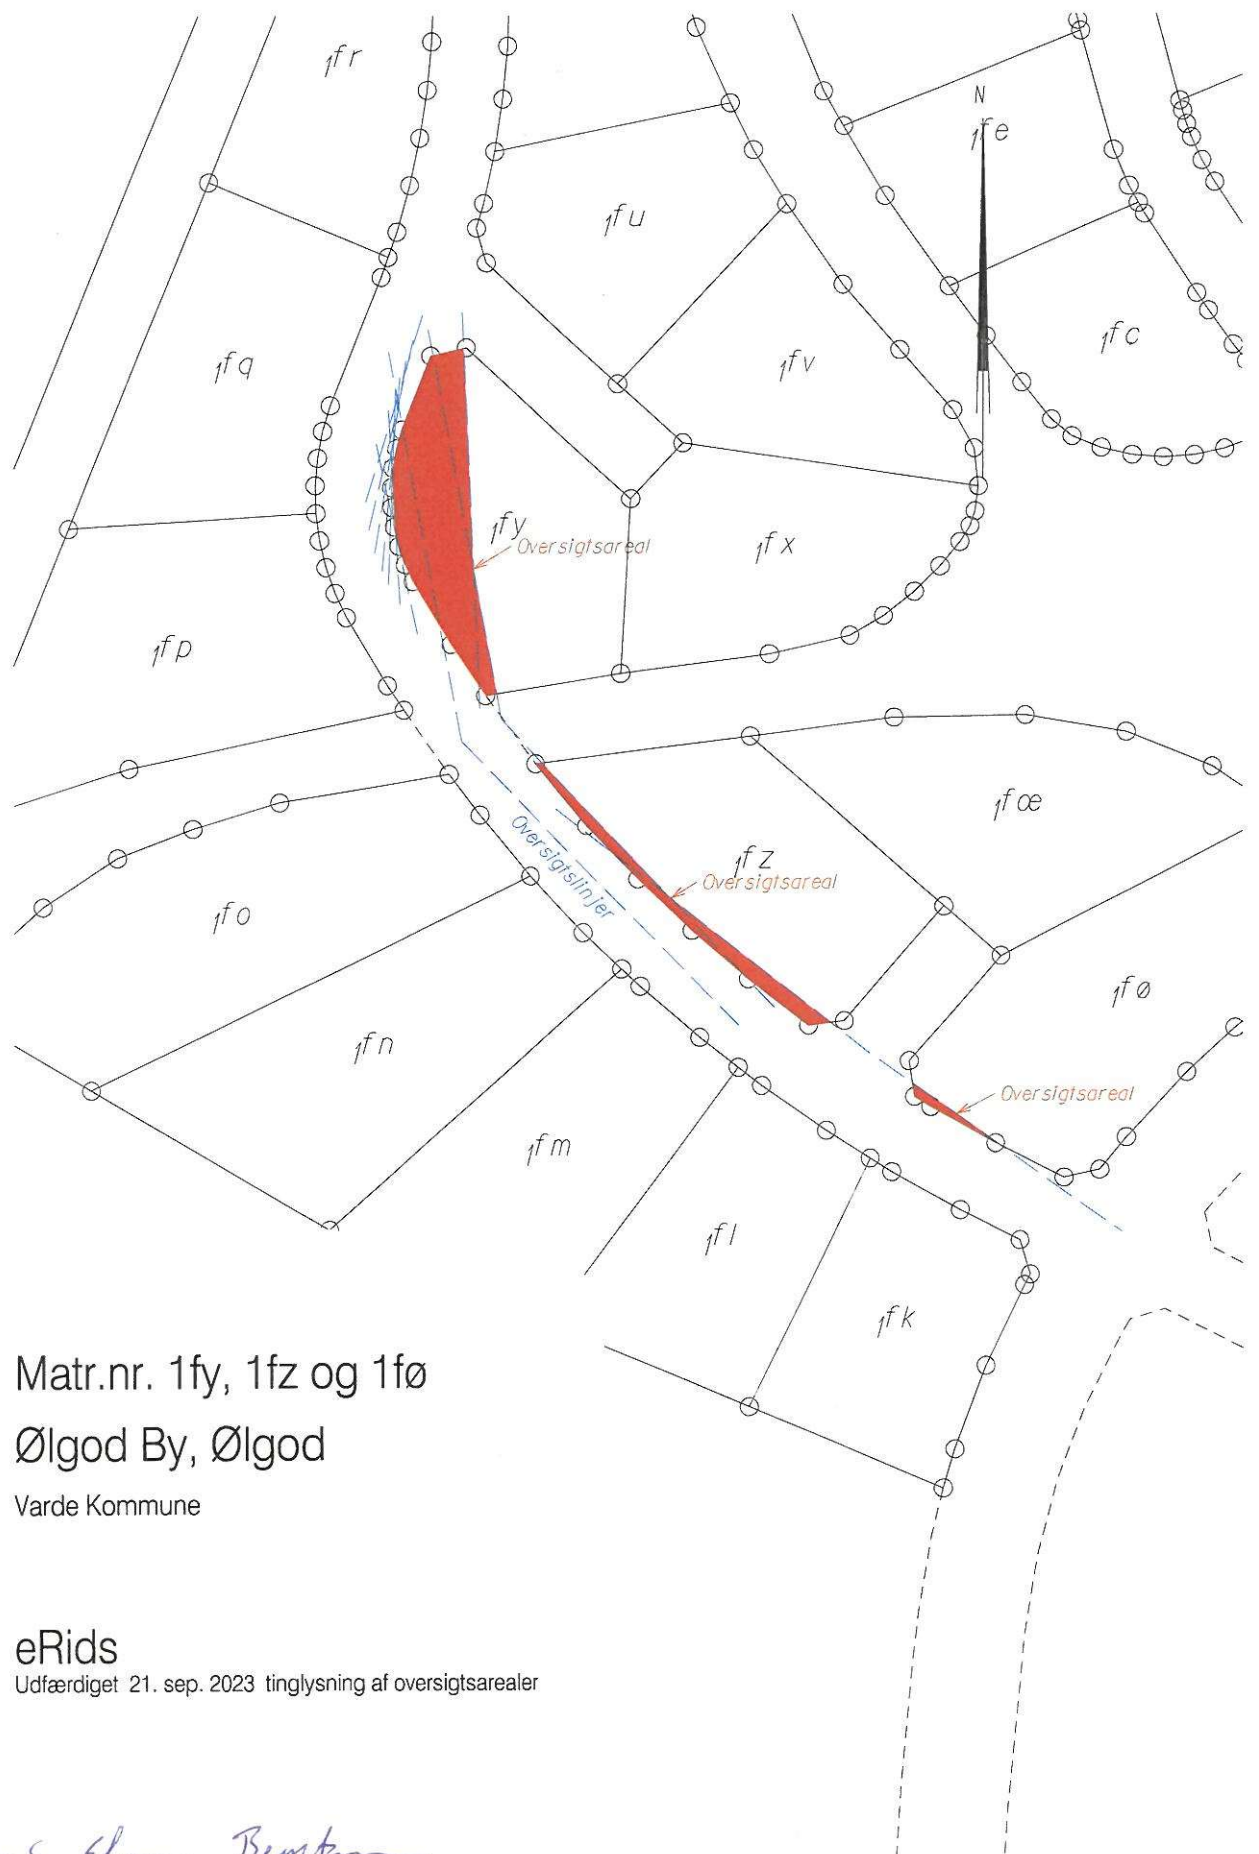 1fr
N
1fe
1fu
1fq
1fv
1fc
1fy
Oversigtsareal
1fx
1fp
1fœ
Oversigtslinjer
1fz
Oversigtsareal
1fo
1fø
1fn
Oversigtsareal
1fm
1fl
1fk
Matr.nr. 1fy, 1fz og 1fø
Ølgod By, Ølgod
Varde Kommune
eRids
Udfærdiget 21. sep. 2023 tinglysning af oversigtsarealer